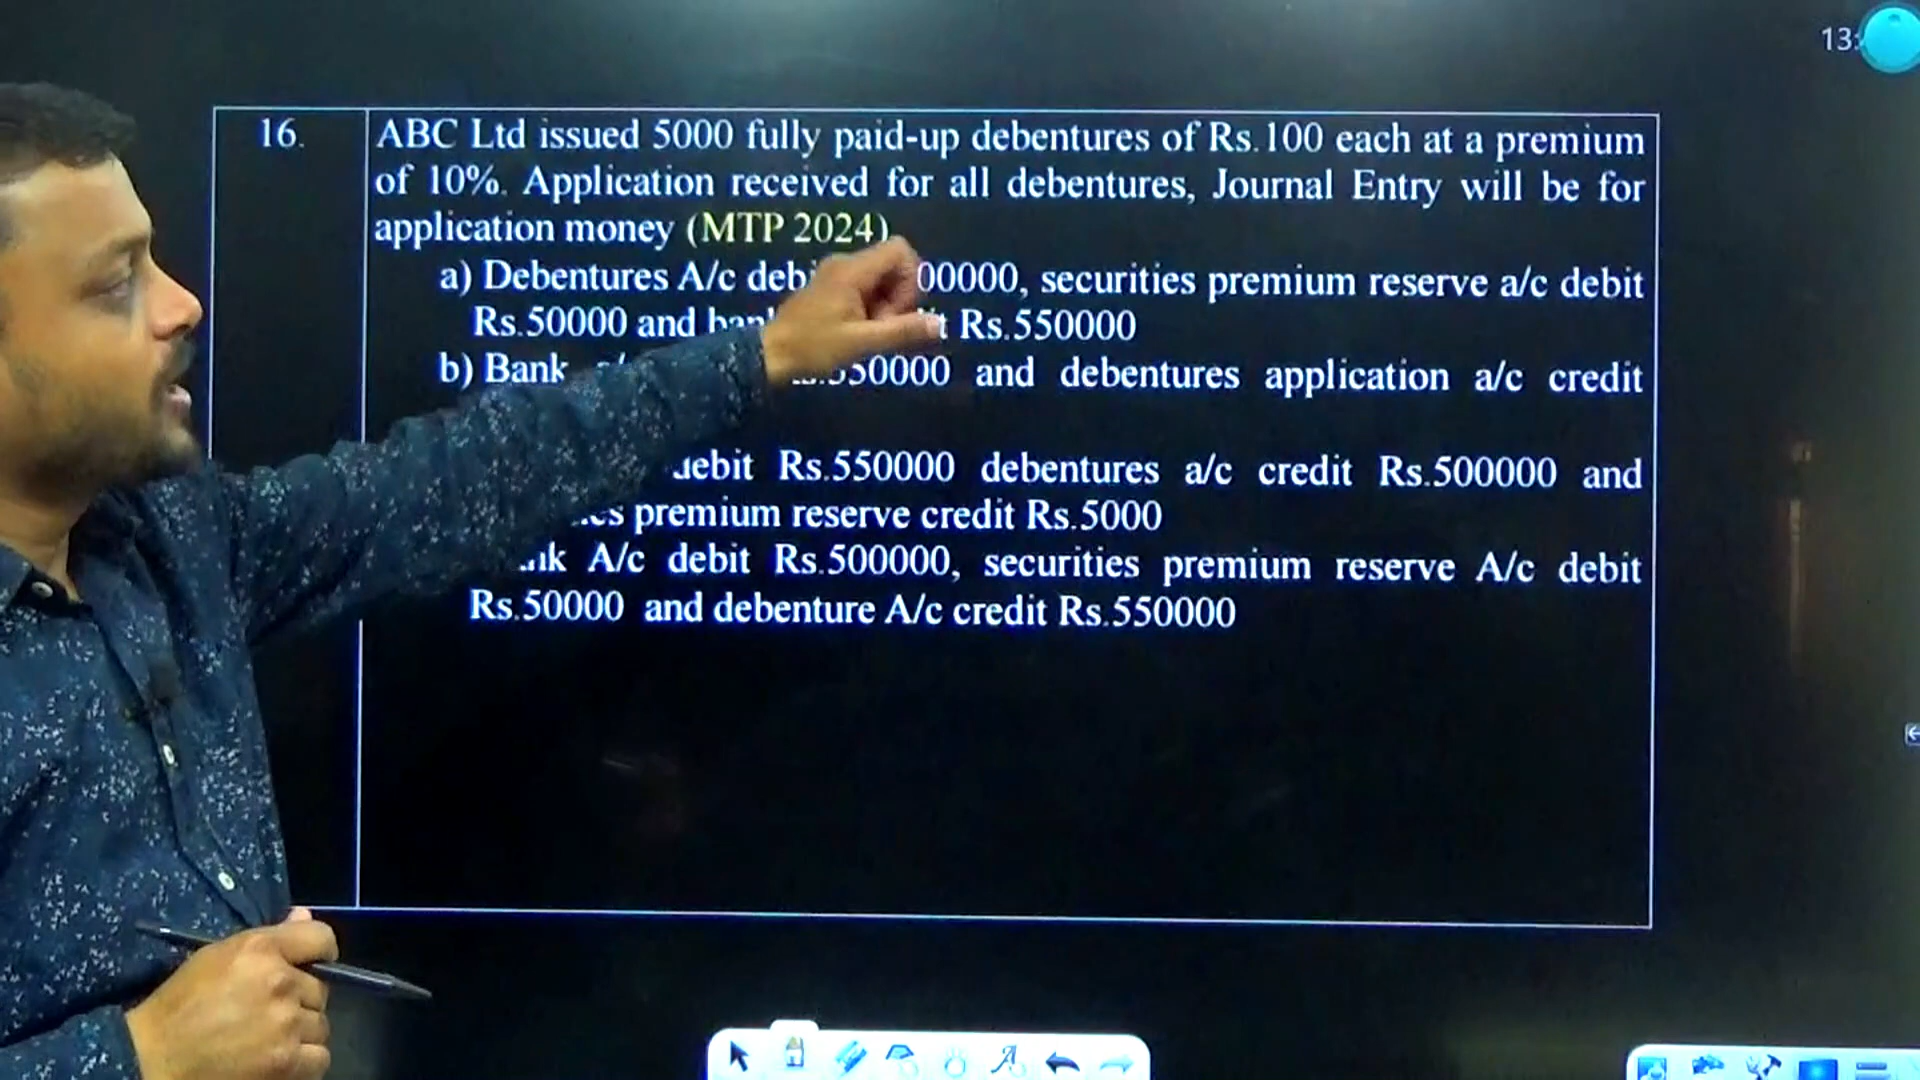 13:
16. ABC Ltd issued 5000 fully paid-up debentures of Rs.100 each at a premium
of 10%. Application received for all debentures, Journal Entry will be for
application money (MTP 2024)
a) Debentures A/c 00000, securities premium reserve a/c debit
Rs.50000 and Rs.550000
b) Bank 50000 and debentures application a/c credit
debit Rs.550000 debentures a/c credit Rs.500000 and
premium reserve credit Rs.5000
A/c debit Rs.500000, securities premium reserve A/c debit
Rs.50000 and debenture A/c credit Rs.550000